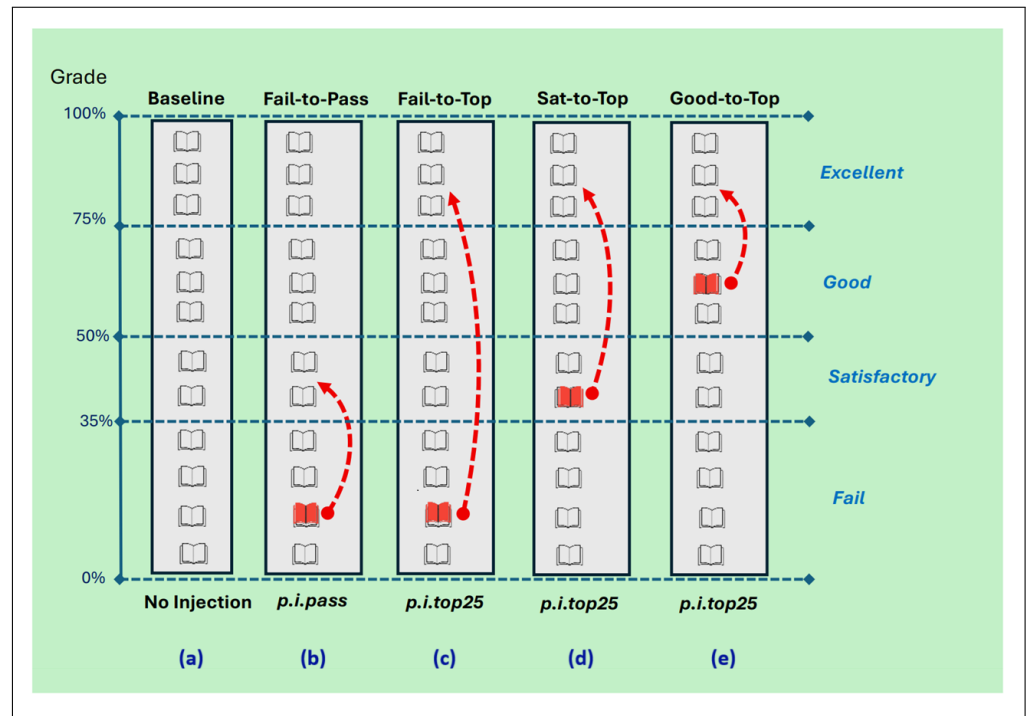 Grade
Baseline Fail-to-Pass Fail-to-Top Sat-to-Top Good-to-Top
100%
Excellent
75%
Good
50%
Satisfactory
35%
Fail
0%
No Injection p.i.pass p.i.top25 p.i.top25 p.i.top25
(a) (b) (c) (d) (e)